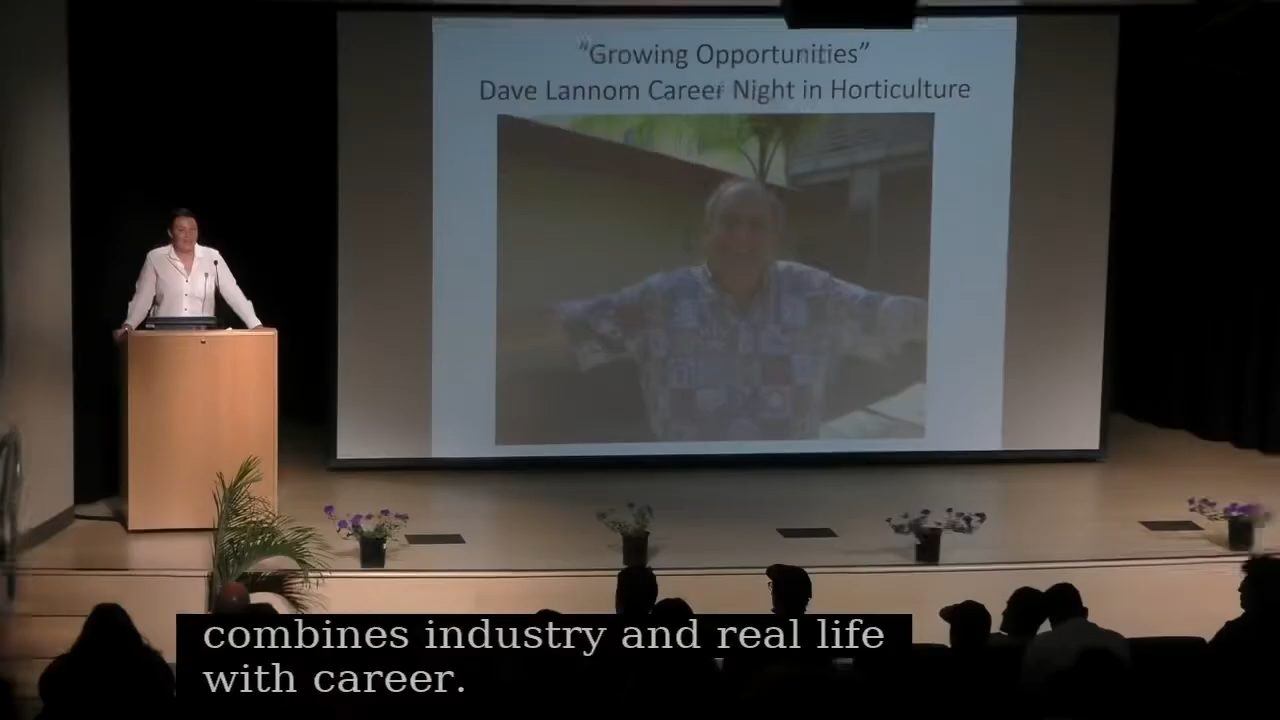 "Growing Opportunities"
Dave Lannom Career Night in Horticulture
combines industry and real life
with career.